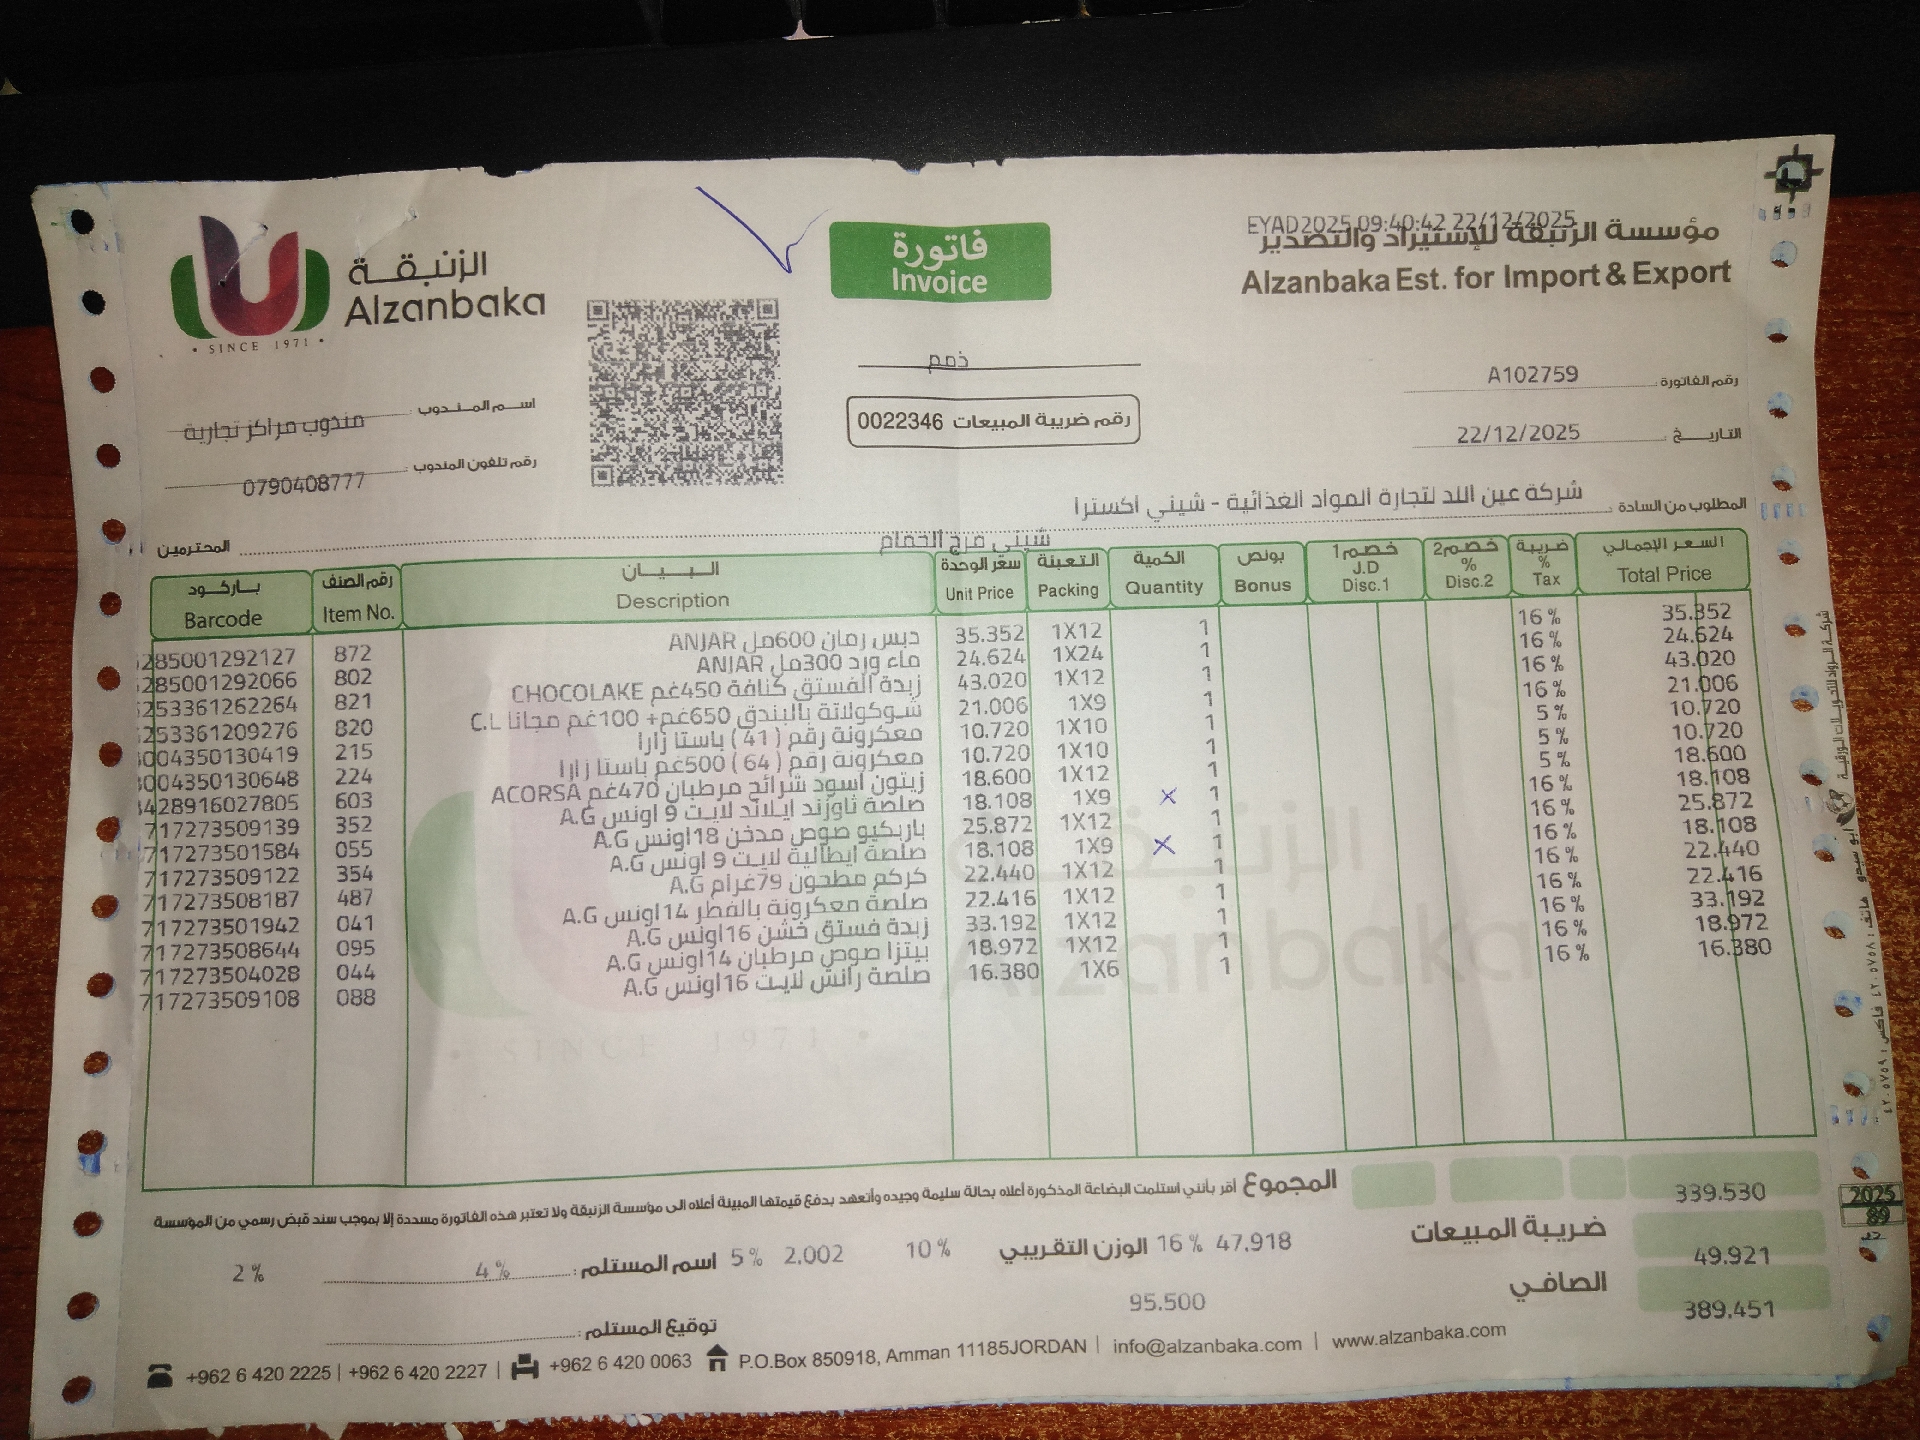 EYAD2025 09:40:42 22/12/2025
مؤسسة الزنبقة للإستيراد والتصدير
Alzanbaka Est. for Import & Export
فاتورة
Invoice
الزنبقة
Alzanbaka
• SINCE 1971 •
ذمم
رقم ضريبة المبيعات 0022346
رقم الفاتورة A102759
التاريخ 22/12/2025
اسم المندوب مندوب مراكز تجارية
رقم تلفون المندوب 0790408777
المطلوب من السادة شركة عين اللد لتجارة المواد الغذائية - شيني اكسترا
شيني مرج الحمام المحترمين
باركود رقم الصنف البيان سعر الوحدة التعبئة الكمية بونص خصم1 J.D خصم2 % ضريبة % السعر الإجمالي
Barcode Item No. Description Unit Price Packing Quantity Bonus Disc.1 Disc.2 Tax Total Price
285001292127 872 دبس رمان 600مل ANJAR 35.352 1X12 1 16 % 35.352
285001292066 802 ماء ورد 300مل ANJAR 24.624 1X24 1 16 % 24.624
253361262264 821 زبدة الفستق كنافة 450غم CHOCOLAKE 43.020 1X12 1 16 % 43.020
253361209276 820 شوكولاتة بالبندق 650غم+ 100غم مجانا C.L 21.006 1X9 1 16 % 21.006
004350130419 215 معكرونة رقم ( 41 ) باستا زارا 10.720 1X10 1 5 % 10.720
004350130648 224 معكرونة رقم ( 64 ) 500غم باستا زارا 10.720 1X10 1 5 % 10.720
428916027805 603 زيتون اسود شرائح مرطبان 470غم ACORSA 18.600 1X12 1 5 % 18.600
717273509139 352 صلصة ثاوزند ايلاند لايت 9 اونس A.G 18.108 1X9 x 1 16 % 18.108
717273501584 055 باربكيو صوص مدخن 18اونس A.G 25.872 1X12 1 16 % 25.872
717273509122 354 صلصة ايطالية لايت 9 اونس A.G 18.108 1X9 x 1 16 % 18.108
717273508187 487 كركم مطحون 79غرام A.G 22.440 1X12 1 16 % 22.440
717273501942 041 صلصة معكرونة بالفطر 14اونس A.G 22.416 1X12 1 16 % 22.416
717273508644 095 زبدة فستق خشن 16اونس A.G 33.192 1X12 1 16 % 33.192
717273504028 044 بيتزا صوص مرطبان 14اونس A.G 18.972 1X12 1 16 % 18.972
717273509108 088 صلصة رانش لايت 16اونس A.G 16.380 1X6 1 16 % 16.380
الزنبقة
Alzanbaka
• SINCE 1971 •
المجموع 339.530
أقر بأنني استلمت البضاعة المذكورة أعلاه بحالة سليمة وجيده وأتعهد بدفع قيمتها المبينة أعلاه الى مؤسسة الزنبقة ولا تعتبر هذه الفاتورة مسددة إلا بموجب سند قبض رسمي من المؤسسة
ضريبة المبيعات 49.921
الوزن التقريبي 16 % 47.918
10 %
5 % 2.002
اسم المستلم : 4 %
2 %
الصافي 389.451
95.500
توقيع المستلم :
+962 6 420 2225 | +962 6 420 2227 | +962 6 420 0063 P.O.Box 850918, Amman 11185JORDAN | info@alzanbaka.com | www.alzanbaka.com
2025
89